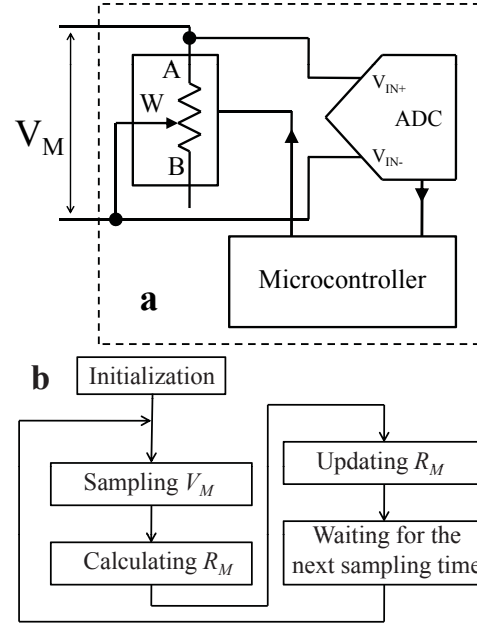 A
W
B
V_M
V_IN+
ADC
V_IN-
Microcontroller
a
b
Initialization
Sampling V_M
Calculating R_M
Updating R_M
Waiting for the
next sampling time